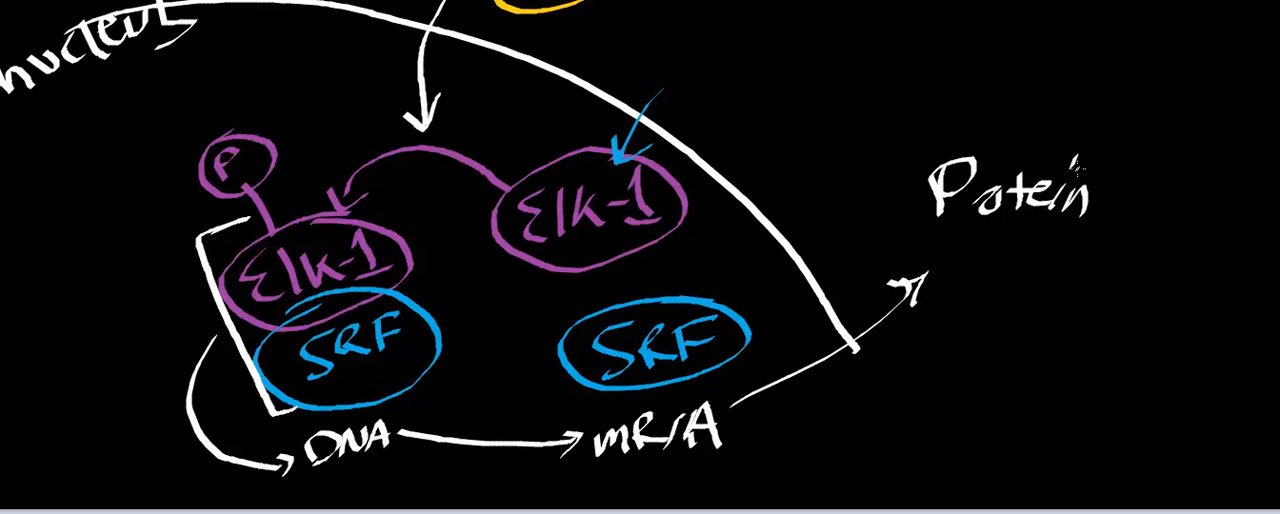 nucleus
P
Elk-1
Elk-1
SRF
SRF
DNA
mRNA
Protein